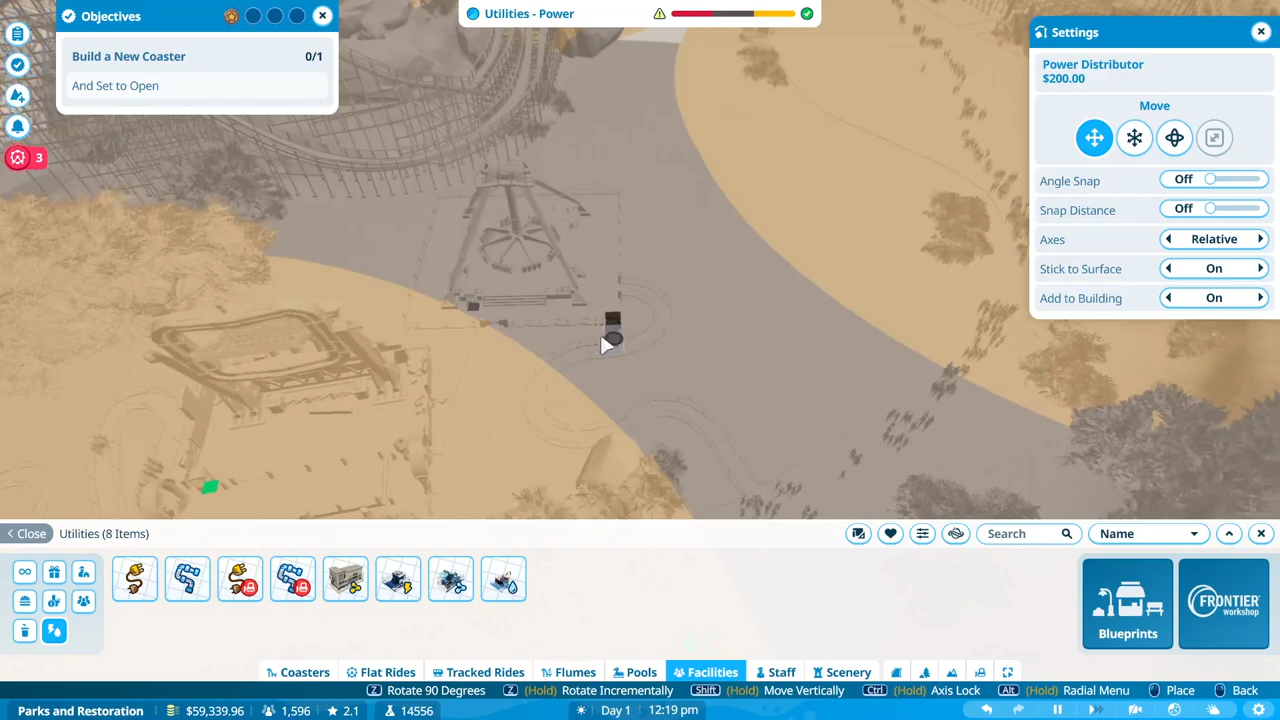 Objectives
Build a New Coaster 0/1
And Set to Open
3
Utilities - Power
Settings
Power Distributor
$200.00
Move
Angle Snap Off
Snap Distance Off
Axes Relative
Stick to Surface On
Add to Building On
< Close Utilities (8 Items)
Search
Name
Blueprints
FRONTIER workshop
Coasters Flat Rides Tracked Rides Flumes Pools Facilities Staff Scenery
Z Rotate 90 Degrees Z (Hold) Rotate Incrementally Shift (Hold) Move Vertically Ctrl (Hold) Axis Lock Alt (Hold) Radial Menu Place Back
Parks and Restoration $59,339.96 1,596 2.1 14556 Day 1 12:19 pm